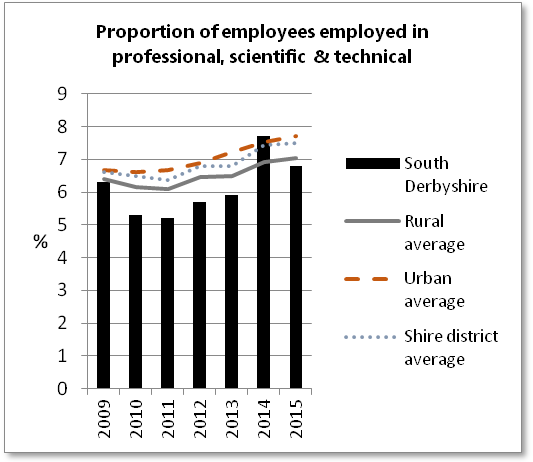 Proportion of employees employed in
professional, scientific & technical
9
8
7
6
5
4
3
2
1
0
%
2009
2010
2011
2012
2013
2014
2015
South
Derbyshire
Rural
average
Urban
average
Shire district
average